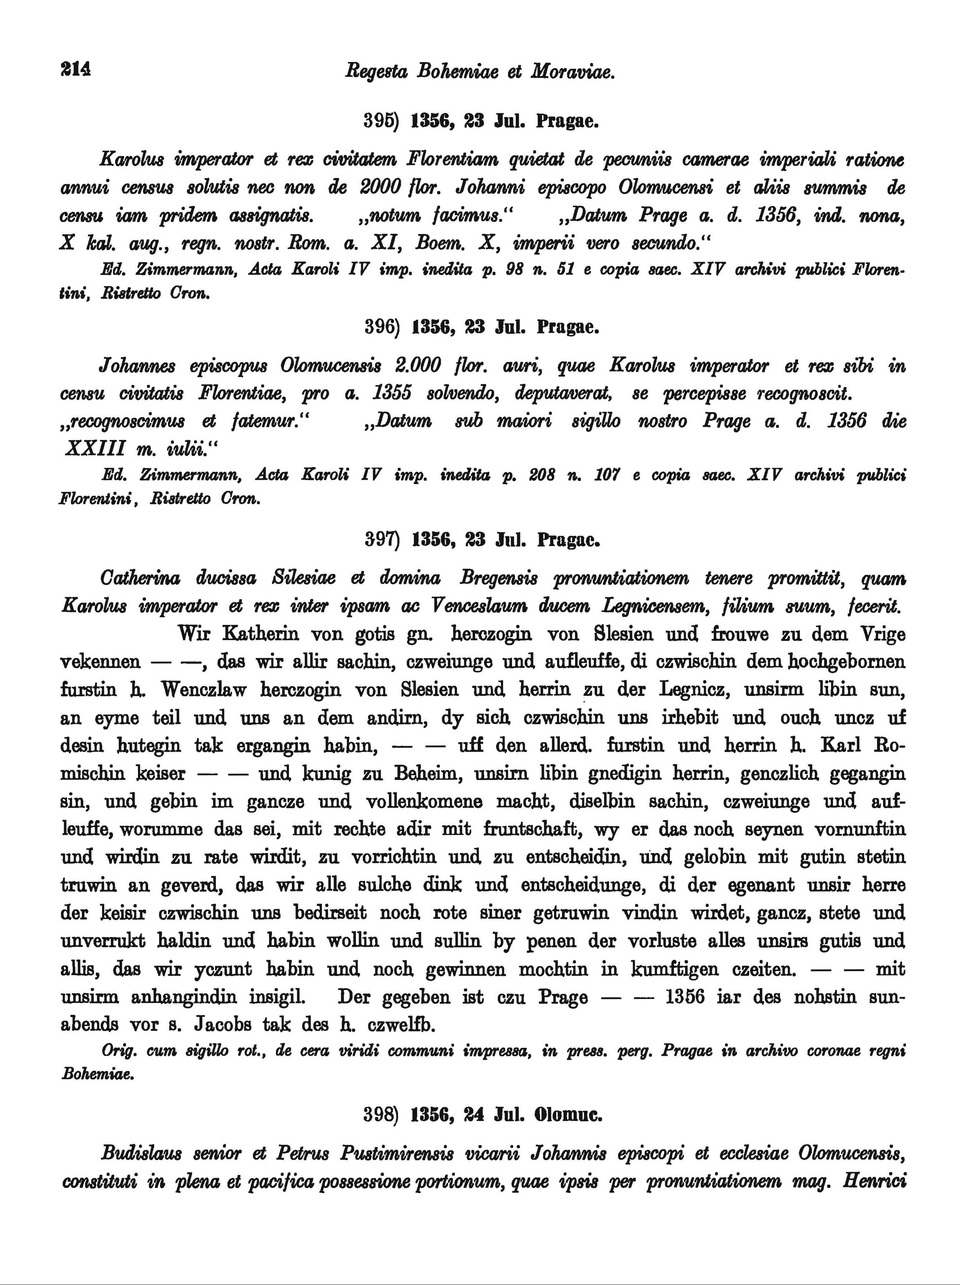 214
Regesta Bohemiae et Moraviae.
395) 1356, 23 Jul. Pragae.
Karolus imperator et rex civitatem Florentiam quietat de pecuniis camerae imperiali ratione
annui census solutis nec non de 2000 flor. Johanni episcopo Olomucensi et aliis summis de
censu iam pridem assignatis. „notum facimus.“ „Datum Prage a. d. 1356, ind. nona,
X kal. aug., regn. nostr. Rom. a. XI, Boem. X, imperii vero secundo.“
Ed. Zimmermann, Acta Karoli IV imp. inedita p. 98 n. 51 e copia saec. XIV archivi publici Floren-
tini, Ristretto Cron.
396) 1356, 23 Jul. Pragae.
Johannes episcopus Olomucensis 2.000 flor. auri, quae Karolus imperator et rex sibi in
censu civitatis Florentiae, pro a. 1355 solvendo, deputaverat, se percepisse recognoscit.
„recognoscimus et fatemur.“ „Datum sub maiori sigillo nostro Prage a. d. 1356 die
XXIII m. iulii.“
Ed. Zimmermann, Acta Karoli IV imp. inedita p. 208 n. 107 e copia saec. XIV archivi publici
Florentini, Ristretto Cron.
397) 1356, 23 Jul. Pragae.
Catherina ducissa Silesiae et domina Bregensis pronuntiationem tenere promittit, quam
Karolus imperator et rex inter ipsam ac Venceslaum ducem Legnicensem, filium suum, fecerit.
Wir Katherin von gotis gn. herczogin von Slesien und frouwe zu dem Vrige
vekennen — —, das wir allir sachin, czweiunge und aufleuffe, di czwischin dem hochgebornen
furstin h. Wenczlaw herczogin von Slesien und herrin zu der Legnicz, unsirm libin sun,
an eyme teil und uns an dem andirn, dy sich czwischin uns irhebit und ouch uncz uf
desin hutegin tak ergangin habin, — — uff den allerd. furstin und herrin h. Karl Ro-
mischin keiser — — und kunig zu Beheim, unsirn libin gnedigin herrin, genczlich gegangin
sin, und gebin im gancze und vollenkomene macht, diselbin sachin, czweiunge und auf-
leuffe, worumme das sei, mit rechte adir mit fruntschaft, wy er das noch seynen vornunftin
und wirdin zu rate wirdit, zu vorrichtin und zu entscheidin, und gelobin mit gutin stetin
truwin an geverd, das wir alle sulche dink und entscheidunge, di der egenant unsir herre
der keisir czwischin uns bedirseit noch rote siner getruwin vindin wirdet, gancz, stete und
unverrukt haldin und habin wollin und sullin by penen der vorluste alles unsirs gutis und
allis, das wir yczunt habin und noch gewinnen mochtin in kumftigen czeiten. — — mit
unsirm anhangindin insigil. Der gegeben ist czu Prage — — 1356 iar des nohstin sun-
abends vor s. Jacobs tak des h. czwelfb.
Orig. cum sigillo rot., de cera viridi communi impressa, in press. perg. Pragae in archivo coronae regni
Bohemiae.
398) 1356, 24 Jul. Olomuc.
Budislaus senior et Petrus Pustimirensis vicarii Johannis episcopi et ecclesiae Olomucensis,
constituti in plena et pacifica possessione portionum, quae ipsis per pronuntiationem mag. Henrici